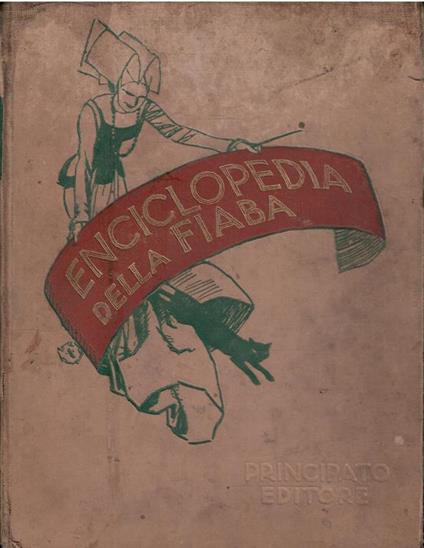 ENCICLOPEDIA
DELLA FIABA
PRINCIPATO
EDITORE